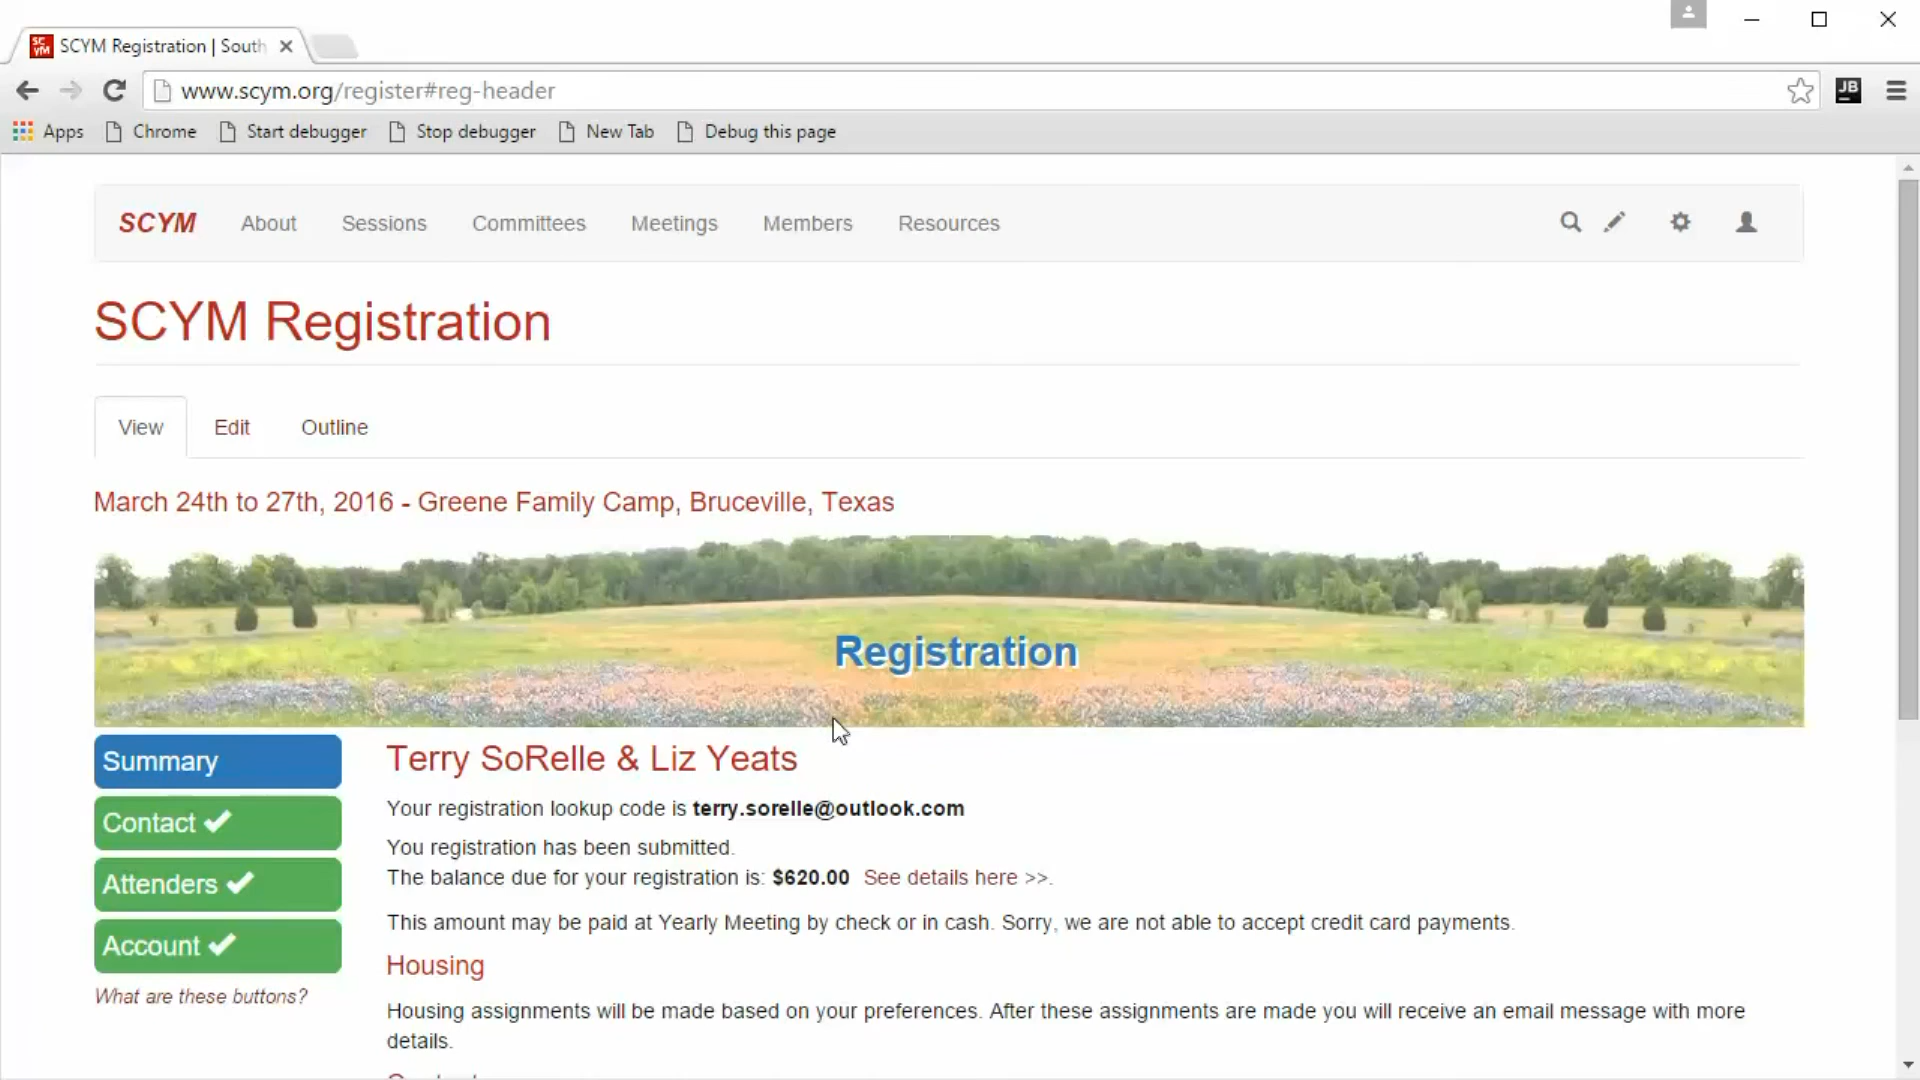 SC
YM
SCYM Registration | South
www.scym.org/register#reg-header
JB
Apps Chrome Start debugger Stop debugger New Tab Debug this page
SCYM About Sessions Committees Meetings Members Resources
SCYM Registration
View Edit Outline
March 24th to 27th, 2016 - Greene Family Camp, Bruceville, Texas
Registration
Summary
Contact
Attenders
Account
What are these buttons?
Terry SoRelle & Liz Yeats
Your registration lookup code is terry.sorelle@outlook.com
You registration has been submitted.
The balance due for your registration is: $620.00 See details here >>.
This amount may be paid at Yearly Meeting by check or in cash. Sorry, we are not able to accept credit card payments.
Housing
Housing assignments will be made based on your preferences. After these assignments are made you will receive an email message with more
details.